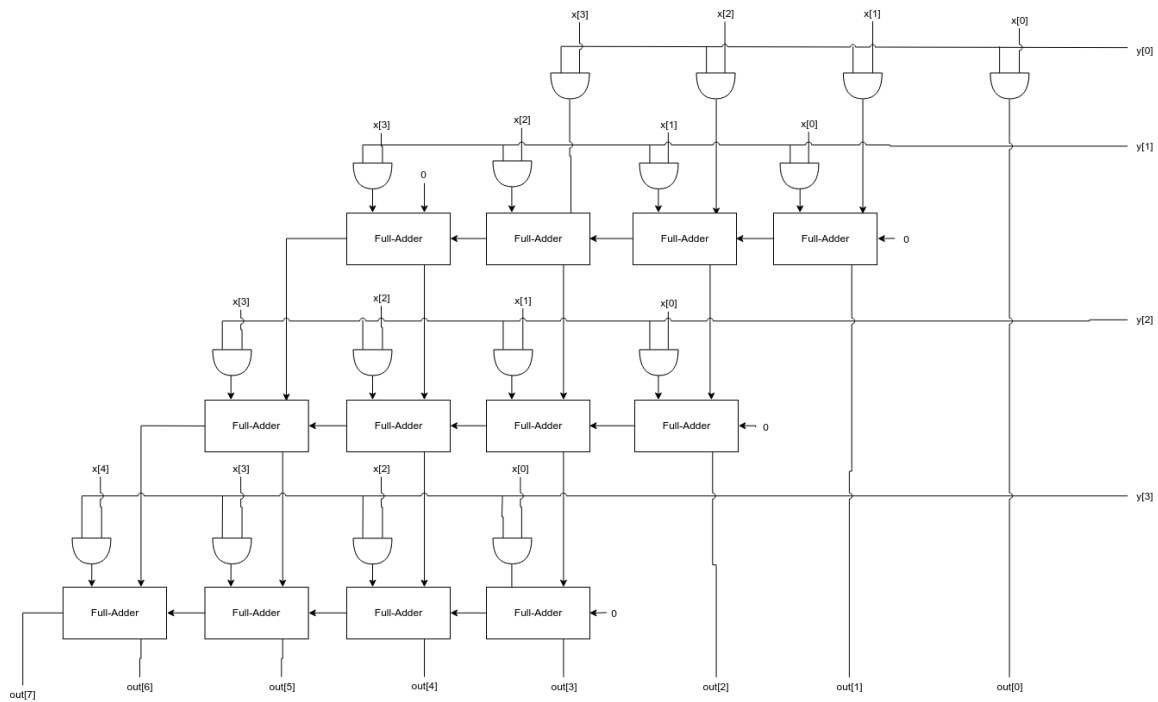 x[3]
x[2]
x[1]
x[0]
y[0]
x[3]
x[2]
x[1]
x[0]
y[1]
0
Full-Adder
Full-Adder
Full-Adder
Full-Adder
0
x[3]
x[2]
x[1]
x[0]
y[2]
Full-Adder
Full-Adder
Full-Adder
Full-Adder
0
x[4]
x[3]
x[2]
x[0]
y[3]
Full-Adder
Full-Adder
Full-Adder
Full-Adder
0
out[7]
out[6]
out[5]
out[4]
out[3]
out[2]
out[1]
out[0]